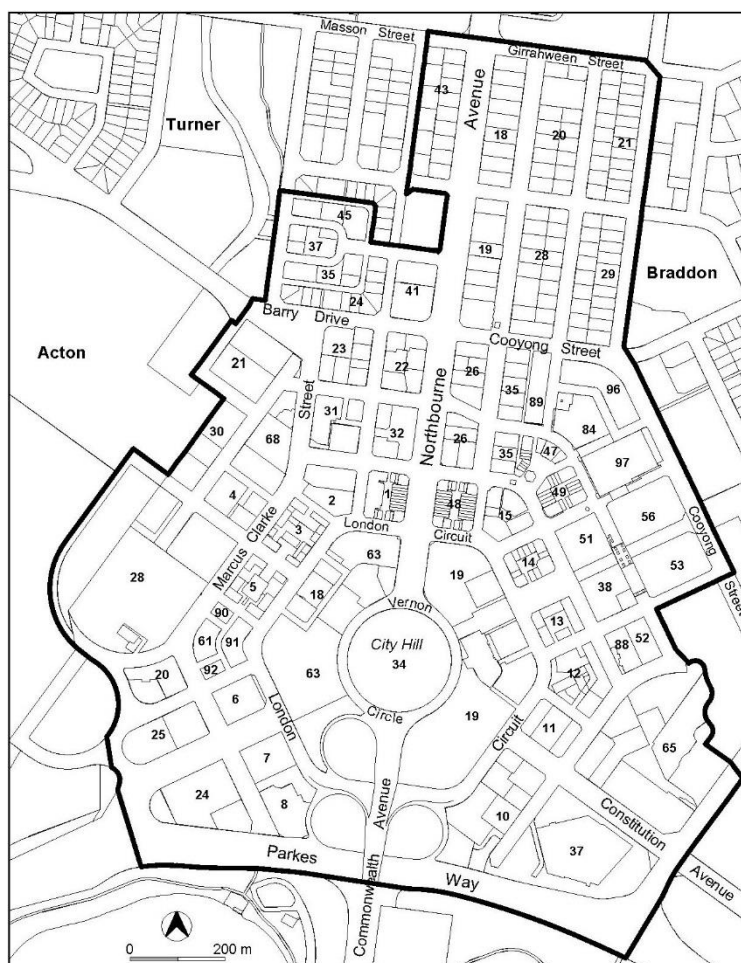 Masson Street
Girrahween Street
43
Avenue
Turner
18
20
21
45
37
19
28
Braddon
35
29
24
41
Barry Drive
Cooyong Street
Acton
23
22
26
21
35
89
96
Street
31
Northbourne
84
30
68
32
26
35
47
97
4
2
1
48
49
56
Marcus Clarke
3
London Circuit
15
51
Cooyong
63
14
53
28
5
18
19
38
Vernon
90
13
88
52
61
91
City Hill
92
63
34
12
20
6
London
Circle
19
Circuit
11
65
25
7
24
8
Avenue
10
Constitution
37
Parkes Way
Avenue
Commonwealth
Street
0 200 m